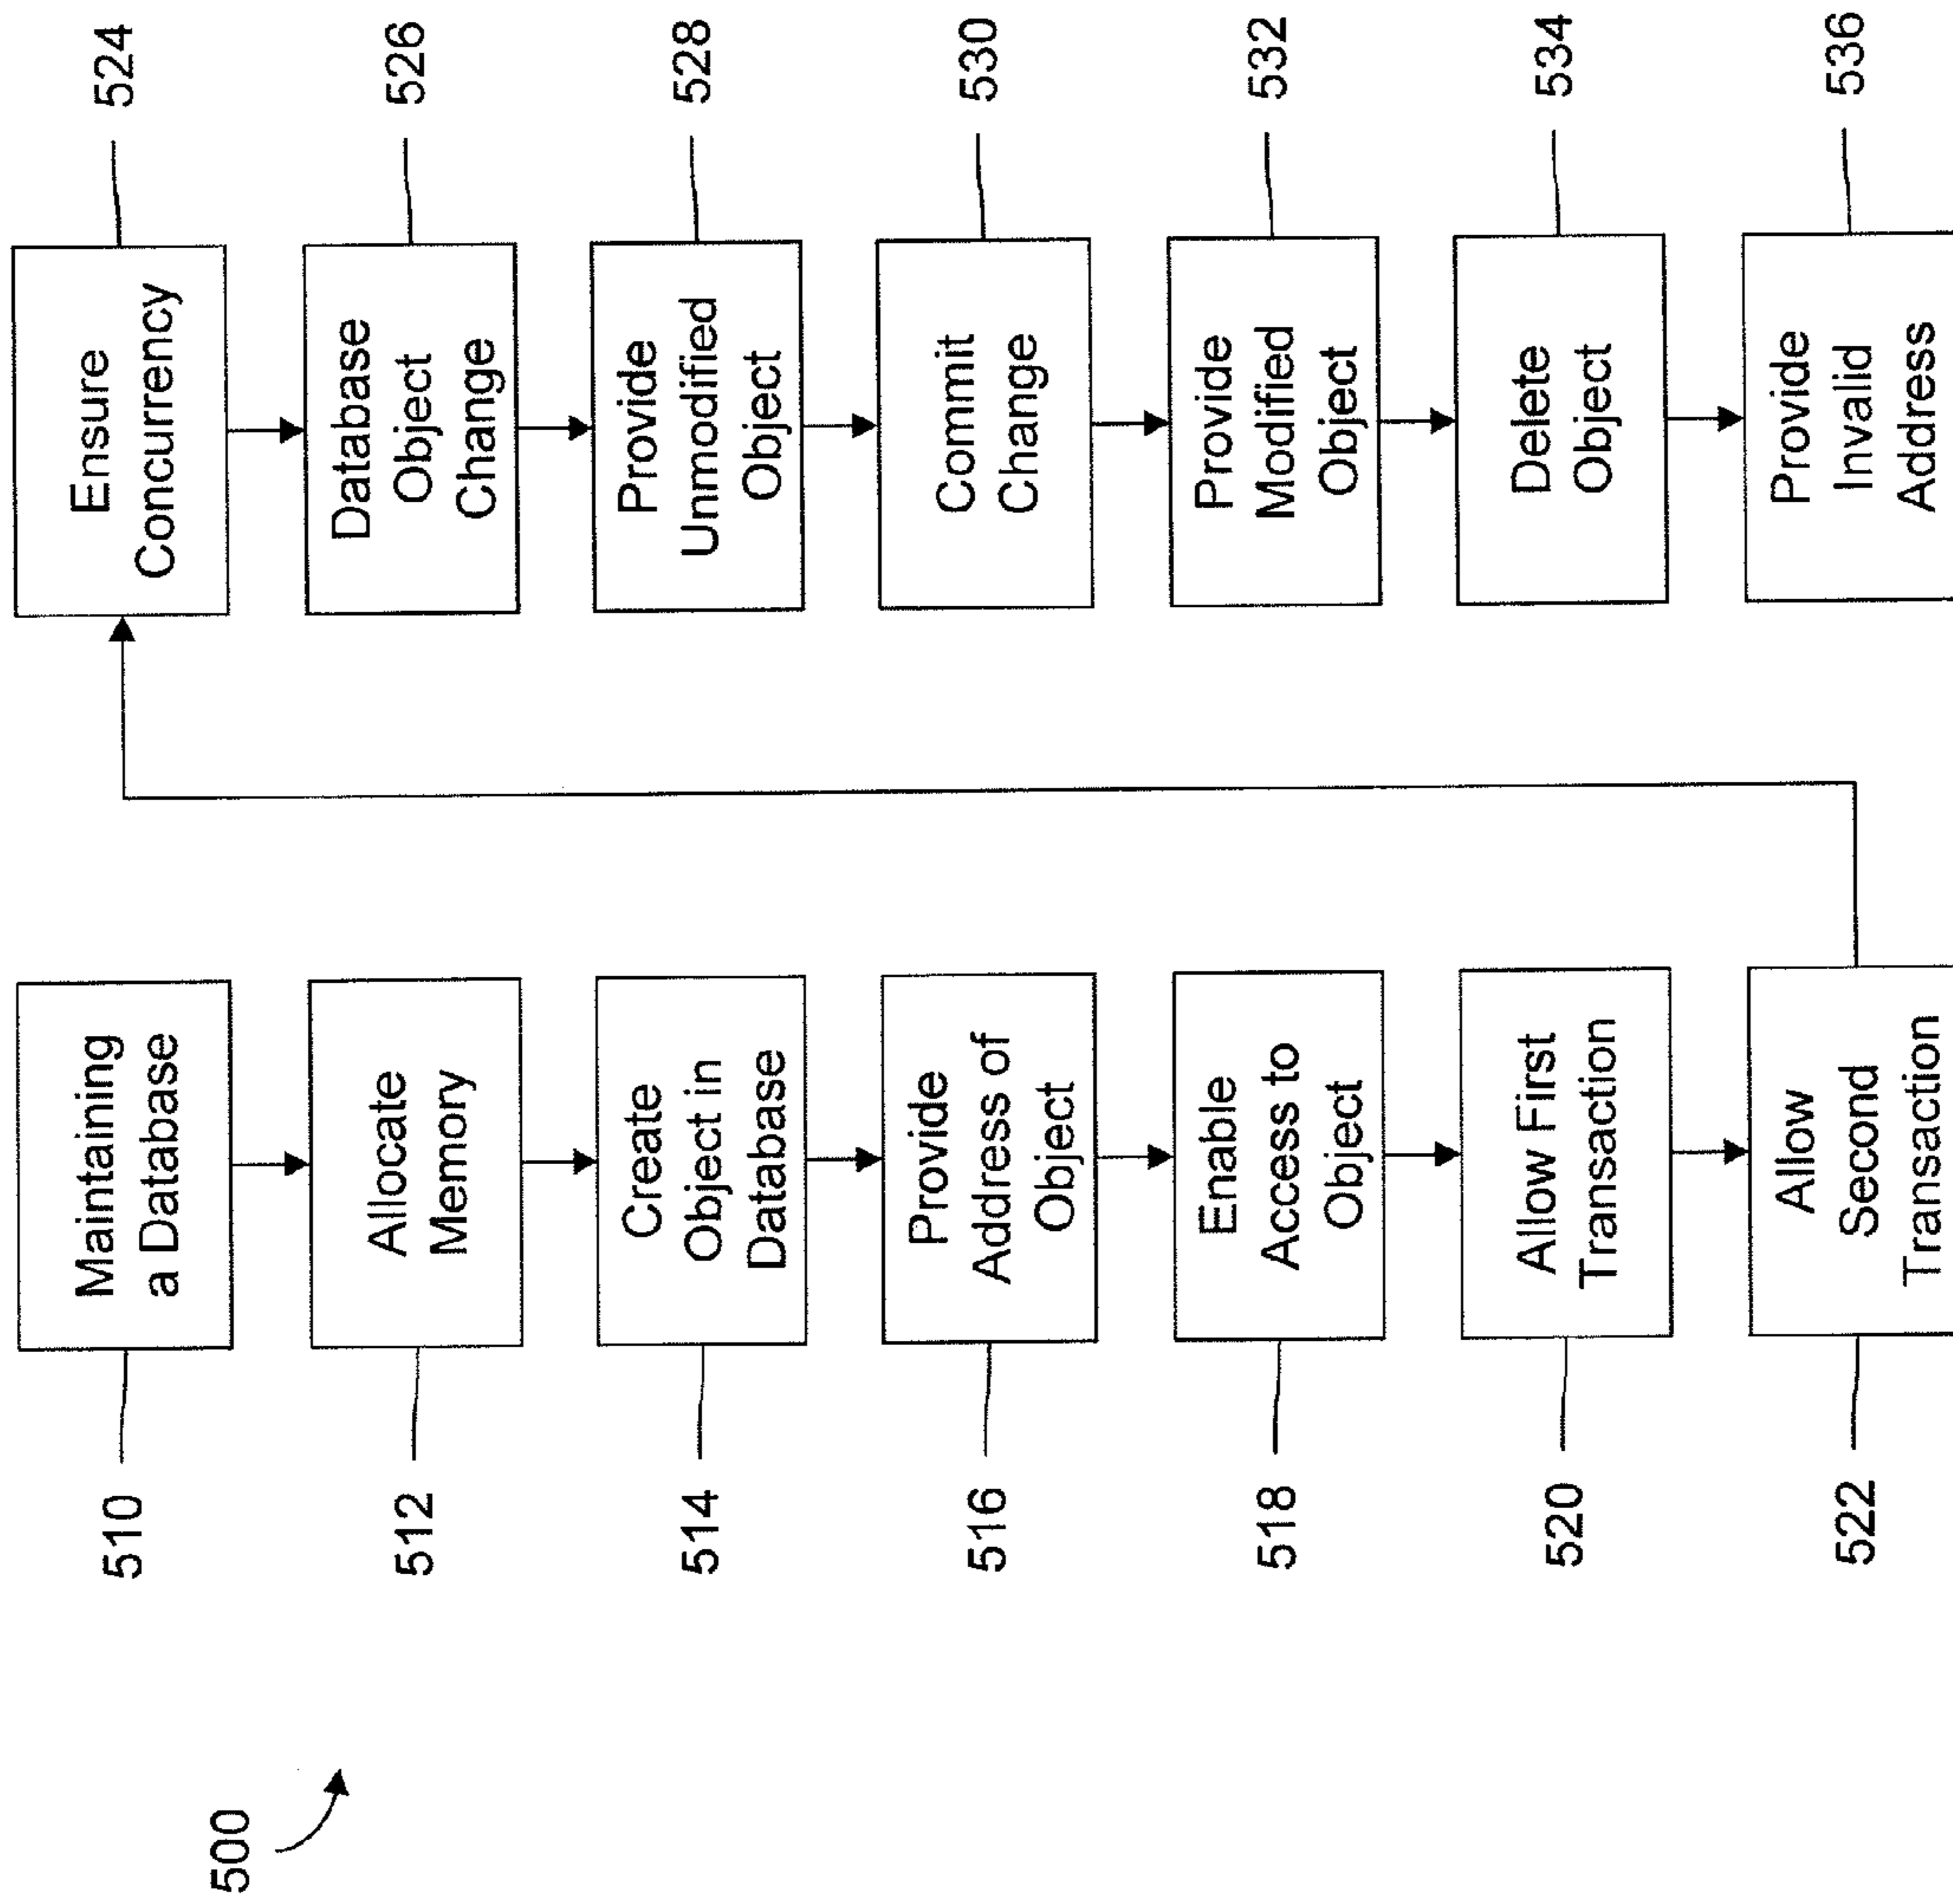 500
510
Maintaining
a Database
512
Allocate
Memory
514
Create
Object in
Database
516
Provide
Address of
Object
518
Enable
Access to
Object
520
Allow First
Transaction
522
Allow
Second
Transaction
524
Ensure
Concurrency
526
Database
Object
Change
528
Provide
Unmodified
Object
530
Commit
Change
532
Provide
Modified
Object
534
Delete
Object
536
Provide
Invalid
Address